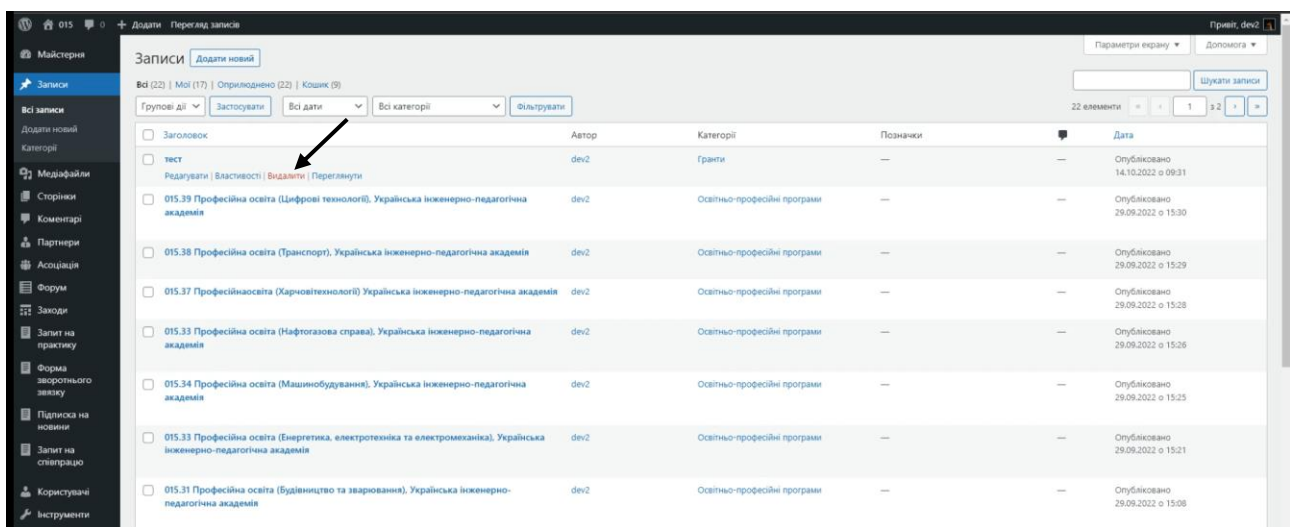 015 0 + Додати Перегляд записів Привіт, dev2
Майстерня
Записи
Всі записи
Додати новий
Категорії
Медіафайли
Сторінки
Коментарі
Партнери
Асоціація
Форум
Заходи
Запит на
практику
Форма
зворотнього
звязку
Підписка на
новини
Запит на
співпрацю
Користувачі
Інструменти
Параметри екрану Допомога
Записи Додати новий
Всі (22) | Мої (17) | Оприлюднено (22) | Кошик (9)
Шукати записи
Групові дії Застосувати Всі дати Всі категорії Фільтрувати
22 елементи « ‹ 1 з 2 › »
Заголовок Автор Категорії Позначки Дата
тест dev2 Гранти — — Опубліковано
Редагувати | Властивості | Видалити | Переглянути 14.10.2022 о 09:31
015.39 Професійна освіта (Цифрові технології), Українська інженерно-педагогічна dev2 Освітньо-професійні програми — — Опубліковано
академія 29.09.2022 о 15:30
015.38 Професійна освіта (Транспорт), Українська інженерно-педагогічна академія dev2 Освітньо-професійні програми — — Опубліковано
29.09.2022 о 15:29
015.37 Професійнаосвіта (Харчовітехнології) Українська інженерно-педагогічна академія dev2 Освітньо-професійні програми — — Опубліковано
29.09.2022 о 15:28
015.33 Професійна освіта (Нафтогазова справа), Українська інженерно-педагогічна dev2 Освітньо-професійні програми — — Опубліковано
академія 29.09.2022 о 15:26
015.34 Професійна освіта (Машинобудування), Українська інженерно-педагогічна dev2 Освітньо-професійні програми — — Опубліковано
академія 29.09.2022 о 15:25
015.33 Професійна освіта (Енергетика, електротехніка та електромеханіка), Українська dev2 Освітньо-професійні програми — — Опубліковано
інженерно-педагогічна академія 29.09.2022 о 15:21
015.31 Професійна освіта (Будівництво та зварювання), Українська інженерно- dev2 Освітньо-професійні програми — — Опубліковано
педагогічна академія 29.09.2022 о 15:08